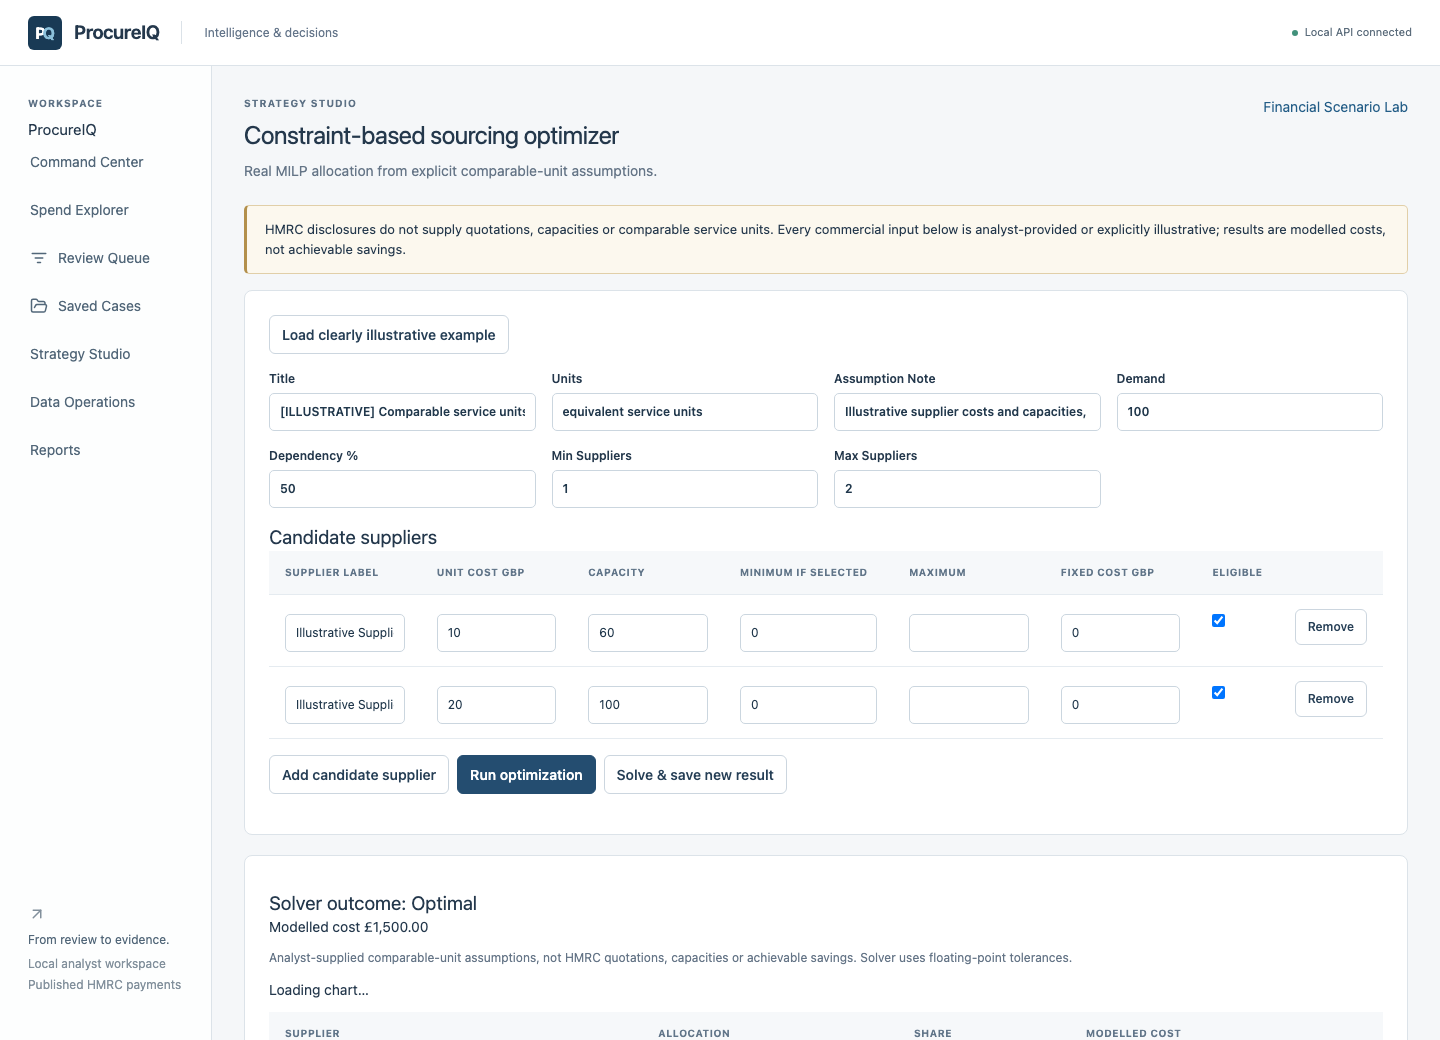 PQ ProcureIQ Intelligence & decisions Local API connected
WORKSPACE
ProcureIQ
Command Center
Spend Explorer
Review Queue
Saved Cases
Strategy Studio
Data Operations
Reports
From review to evidence.
Local analyst workspace
Published HMRC payments
STRATEGY STUDIO
Constraint-based sourcing optimizer
Real MILP allocation from explicit comparable-unit assumptions.
Financial Scenario Lab
HMRC disclosures do not supply quotations, capacities or comparable service units. Every commercial input below is analyst-provided or explicitly illustrative; results are modelled costs,
not achievable savings.
Load clearly illustrative example
Title Units Assumption Note Demand
[ILLUSTRATIVE] Comparable service units equivalent service units Illustrative supplier costs and capacities, 100
Dependency % Min Suppliers Max Suppliers
50 1 2
Candidate suppliers
SUPPLIER LABEL UNIT COST GBP CAPACITY MINIMUM IF SELECTED MAXIMUM FIXED COST GBP ELIGIBLE
Illustrative Suppli 10 60 0 0 Remove
Illustrative Suppli 20 100 0 0 Remove
Add candidate supplier Run optimization Solve & save new result
Solver outcome: Optimal
Modelled cost £1,500.00
Analyst-supplied comparable-unit assumptions, not HMRC quotations, capacities or achievable savings. Solver uses floating-point tolerances.
Loading chart...
SUPPLIER ALLOCATION SHARE MODELLED COST